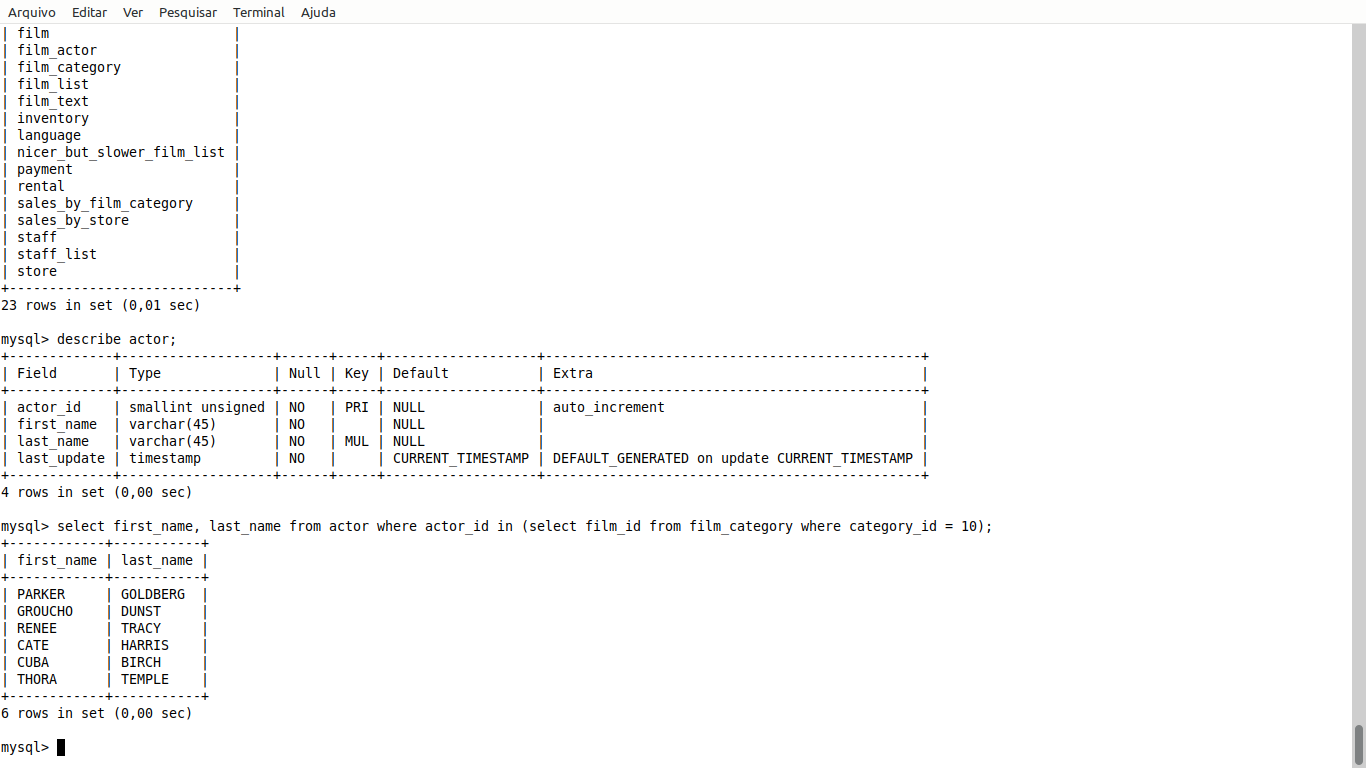 Arquivo Editar Ver Pesquisar Terminal Ajuda
| film                      |
| film_actor                |
| film_category             |
| film_list                 |
| film_text                 |
| inventory                 |
| language                  |
| nicer_but_slower_film_list |
| payment                   |
| rental                    |
| sales_by_film_category    |
| sales_by_store            |
| staff                     |
| staff_list                |
| store                     |
+----------------------------+
23 rows in set (0,01 sec)
mysql> describe actor;
+-------------+-------------------+------+-----+-------------------+-----------------------------------------------+
| Field       | Type              | Null | Key | Default           | Extra                                         |
+-------------+-------------------+------+-----+-------------------+-----------------------------------------------+
| actor_id    | smallint unsigned | NO   | PRI | NULL              | auto_increment                                |
| first_name  | varchar(45)       | NO   |     | NULL              |                                               |
| last_name   | varchar(45)       | NO   | MUL | NULL              |                                               |
| last_update | timestamp         | NO   |     | CURRENT_TIMESTAMP | DEFAULT_GENERATED on update CURRENT_TIMESTAMP |
+-------------+-------------------+------+-----+-------------------+-----------------------------------------------+
4 rows in set (0,00 sec)
mysql> select first_name, last_name from actor where actor_id in (select film_id from film_category where category_id = 10);
+------------+-----------+
| first_name | last_name |
+------------+-----------+
| PARKER     | GOLDBERG  |
| GROUCHO    | DUNST     |
| RENEE      | TRACY     |
| CATE       | HARRIS    |
| CUBA       | BIRCH     |
| THORA      | TEMPLE    |
+------------+-----------+
6 rows in set (0,00 sec)
mysql>